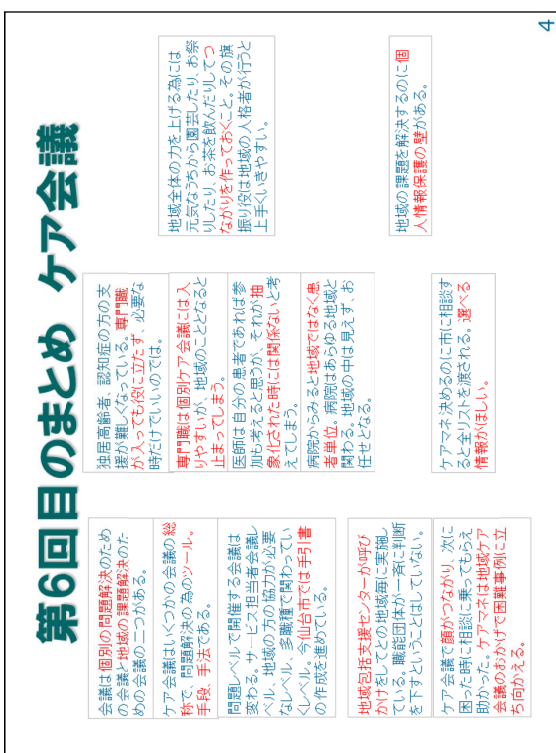 第6回目のまとめ ケア会議
会議は個別の問題解決のため
の会議と地域の課題解決のた
めの会議の二つがある。
ケア会議はいくつかの会議の総
称で、問題解決の為のツール。
手段、手法である。
問題レベルで開催する会議は
変わる。サービス担当者会議レ
ベル、地域の方の協力が必要
なレベル、多職種で関わってい
くレベル、今仙台市では手引書
の作成を進めている。
地域包括支援センターが呼び
かけをしてどの地域毎に実施し
ている。職能団体が一斉に判断
を下すということはしていない。
ケア会議で顔がつながり、次に
困った時に相談に乗ってもらえ
助かった。ケアマネは地域ケア
会議のおかげで困難事例に立
ち向かえる。
独居高齢者、認知症の方の支
援が難しくなっている。専門職
が入っても役に立たず、必要な
時だけでいいのでは。
専門職は個別ケア会議には入
りやすいが、地域のことになると
止まってしまう。
医師は自分の患者であれば参
加も考えると思うが、それが抽
象化された時には関係ないと考
えてしまう。
病院からみると地域ではなく患
者単位。病院はあらゆる地域と
関わる。地域の中は見えず、お
任せとなる。
ケアマネ決めるのに市に相談す
ると全リストを渡される。選べる
情報がほしい。
地域全体の力を上げる為には
元気なうちから園芸したり、お祭
りしたり、お茶を飲んだりしてつ
ながりを作っておくこと。その旗
振り役は地域の人格者が行うと
上手くいきやすい。
地域の課題を解決するのに個
人情報保護の壁がある。
4